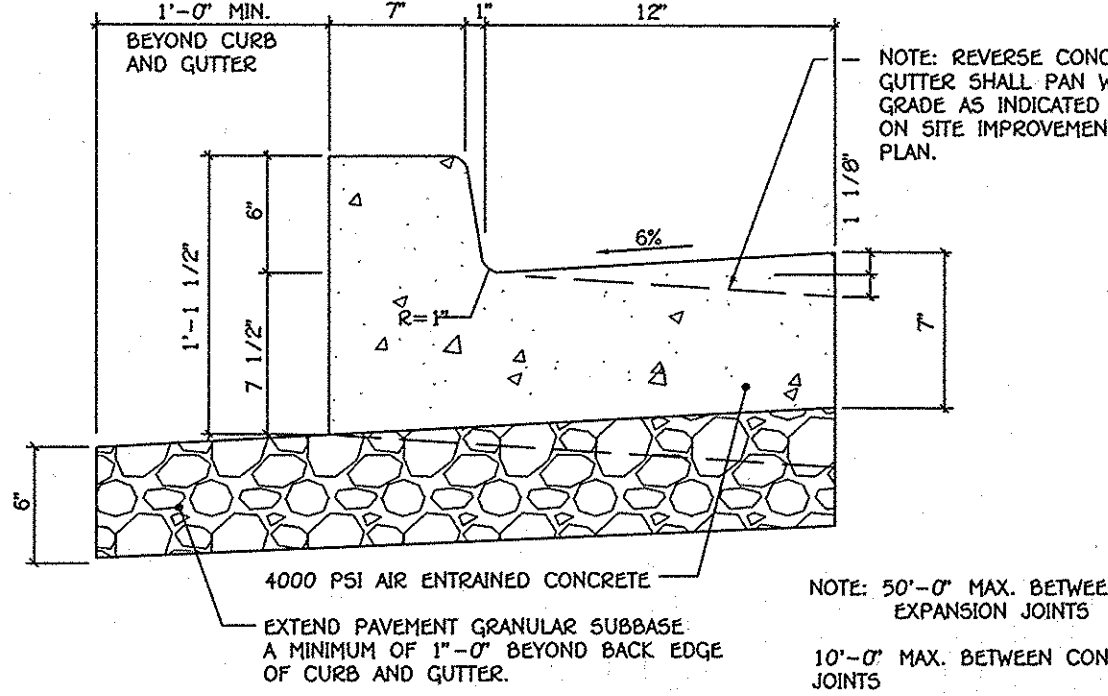 1'-0" MIN.
7"
1"
12"
BEYOND CURB
AND GUTTER
NOTE: REVERSE CONC
GUTTER SHALL PAN W
GRADE AS INDICATED
ON SITE IMPROVEMEN
PLAN.
1 1/8"
6"
1'-1 1/2"
7 1/2"
6%
R=1"
7"
6"
4000 PSI AIR ENTRAINED CONCRETE
EXTEND PAVEMENT GRANULAR SUBBASE
A MINIMUM OF 1"-0" BEYOND BACK EDGE
OF CURB AND GUTTER.
NOTE: 50'-0" MAX. BETWEE
EXPANSION JOINTS
10'-0" MAX. BETWEEN CON
JOINTS